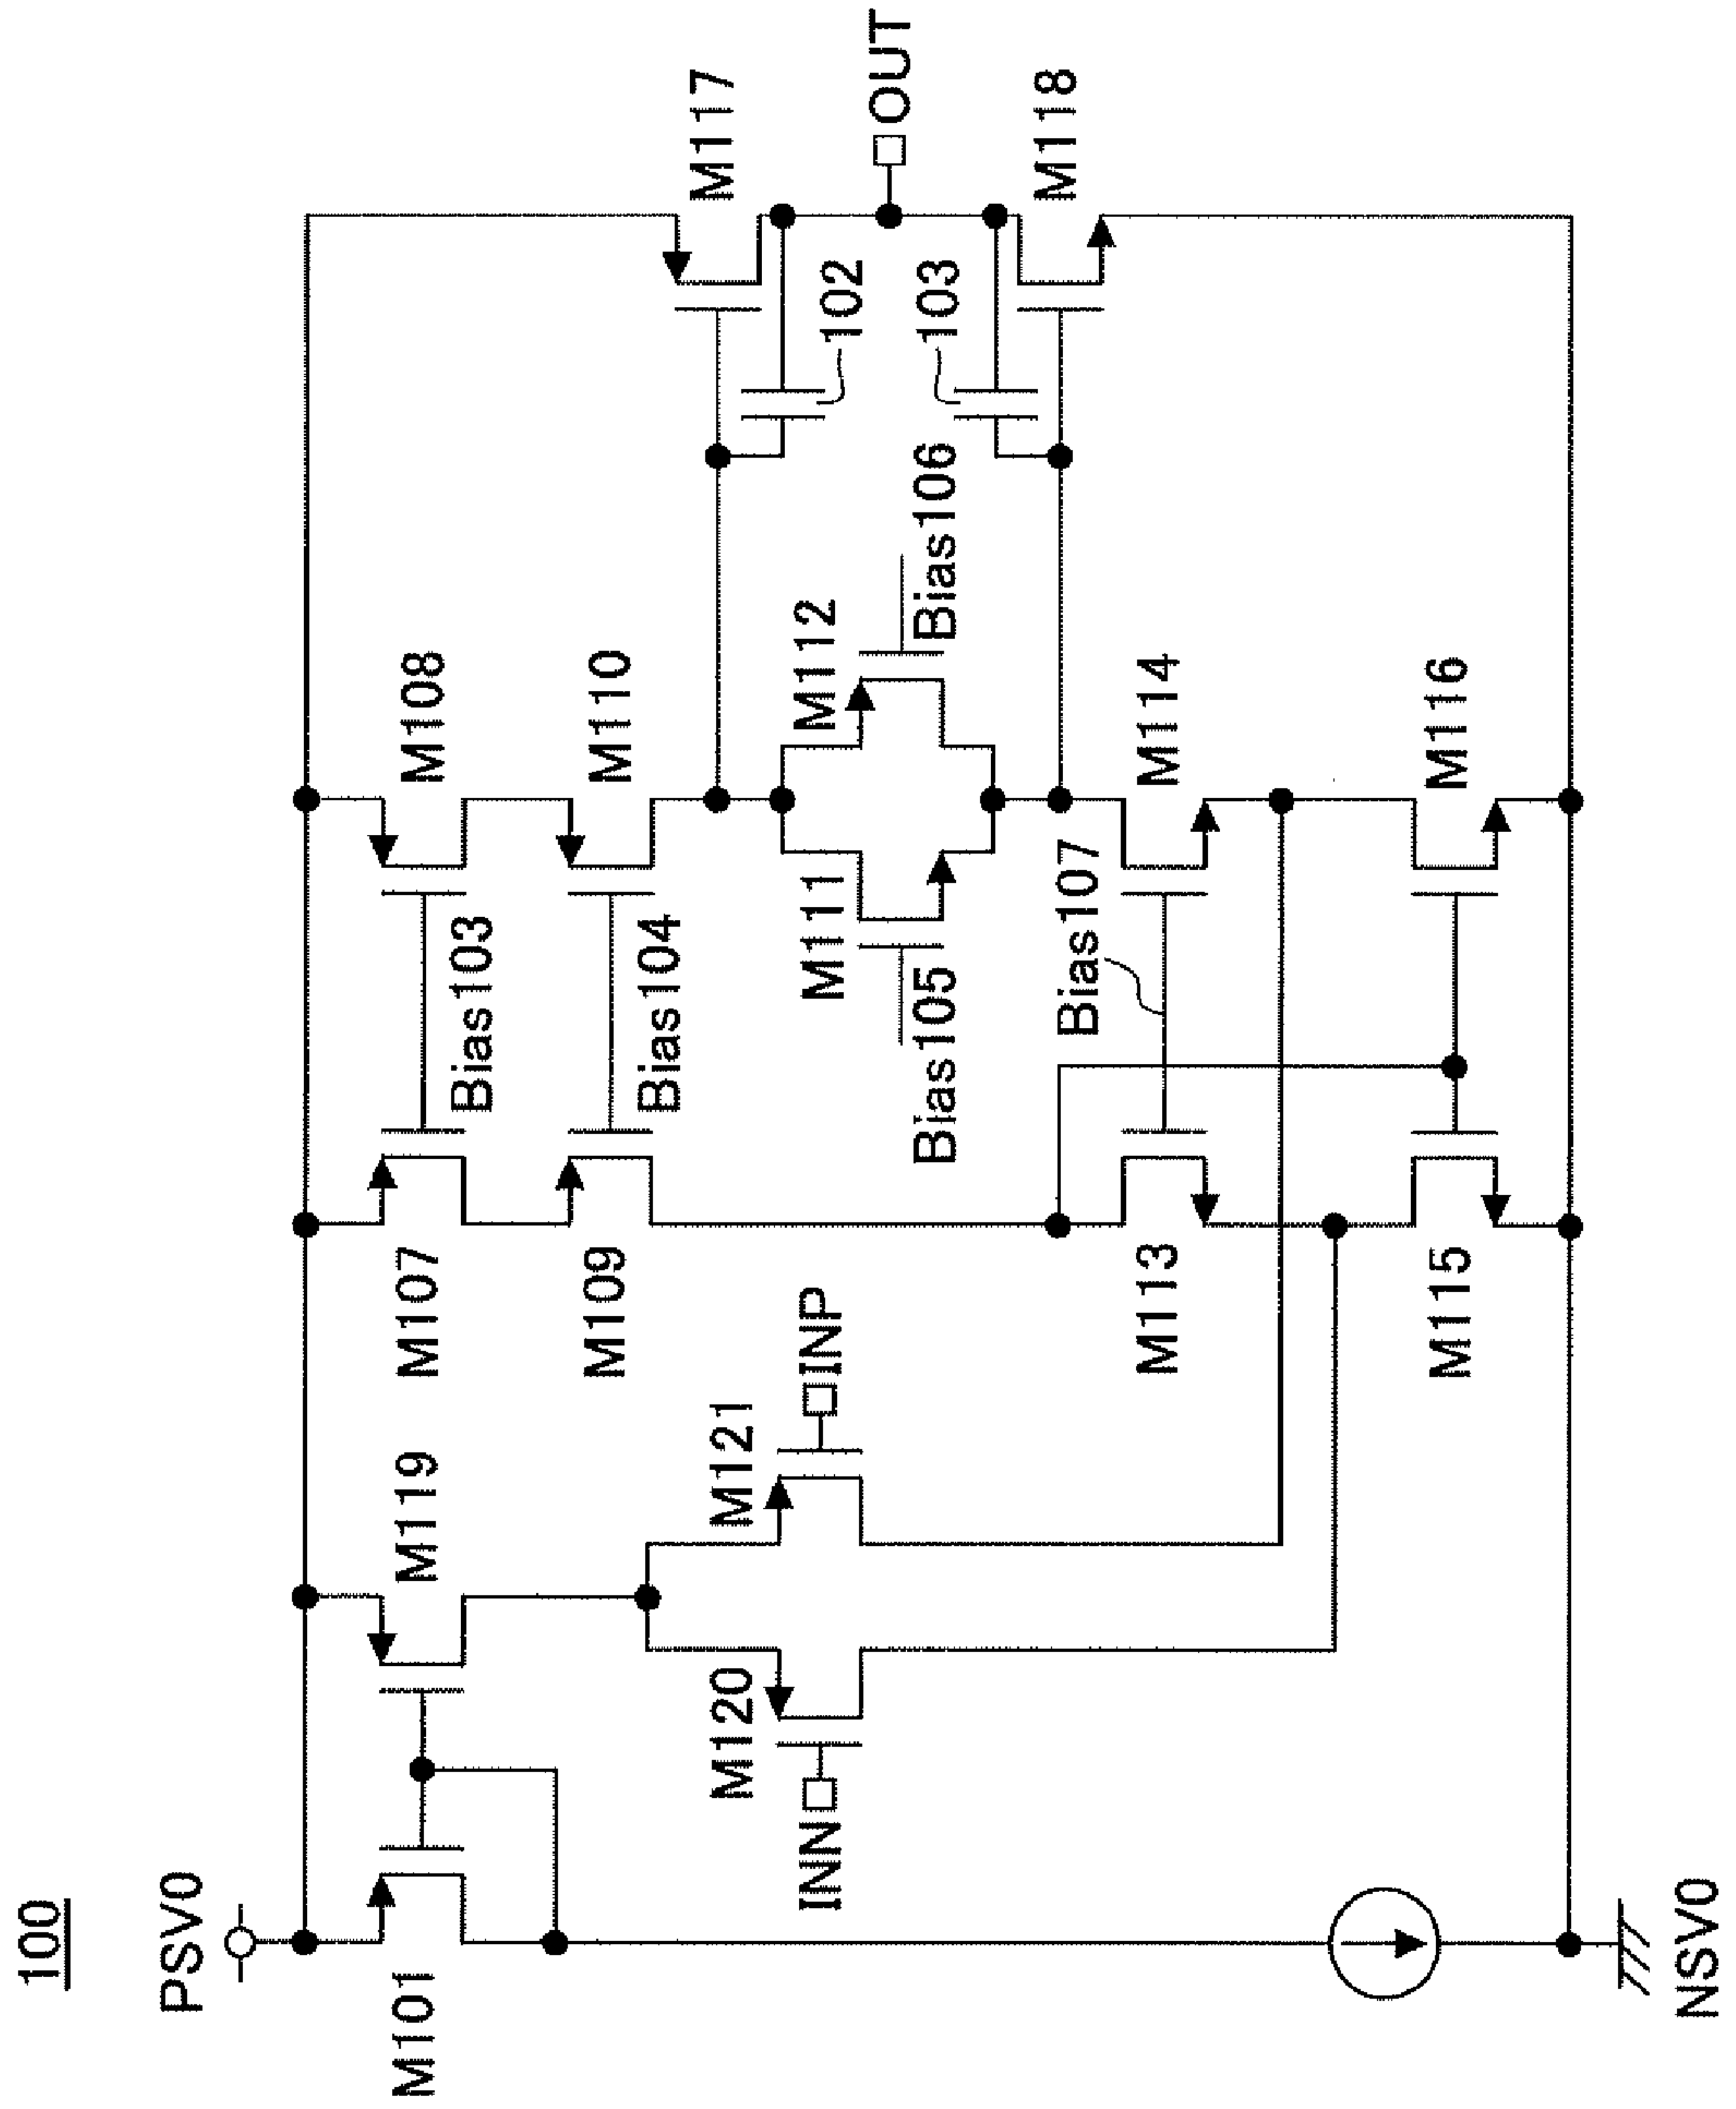 100
PSV0
M101
M119
M107
M108
Bias103
M109
M110
Bias104
M120
M121
INN
INP
M111
M112
Bias105
Bias106
M117
102
OUT
103
M118
Bias107
M113
M114
M115
M116
NSV0